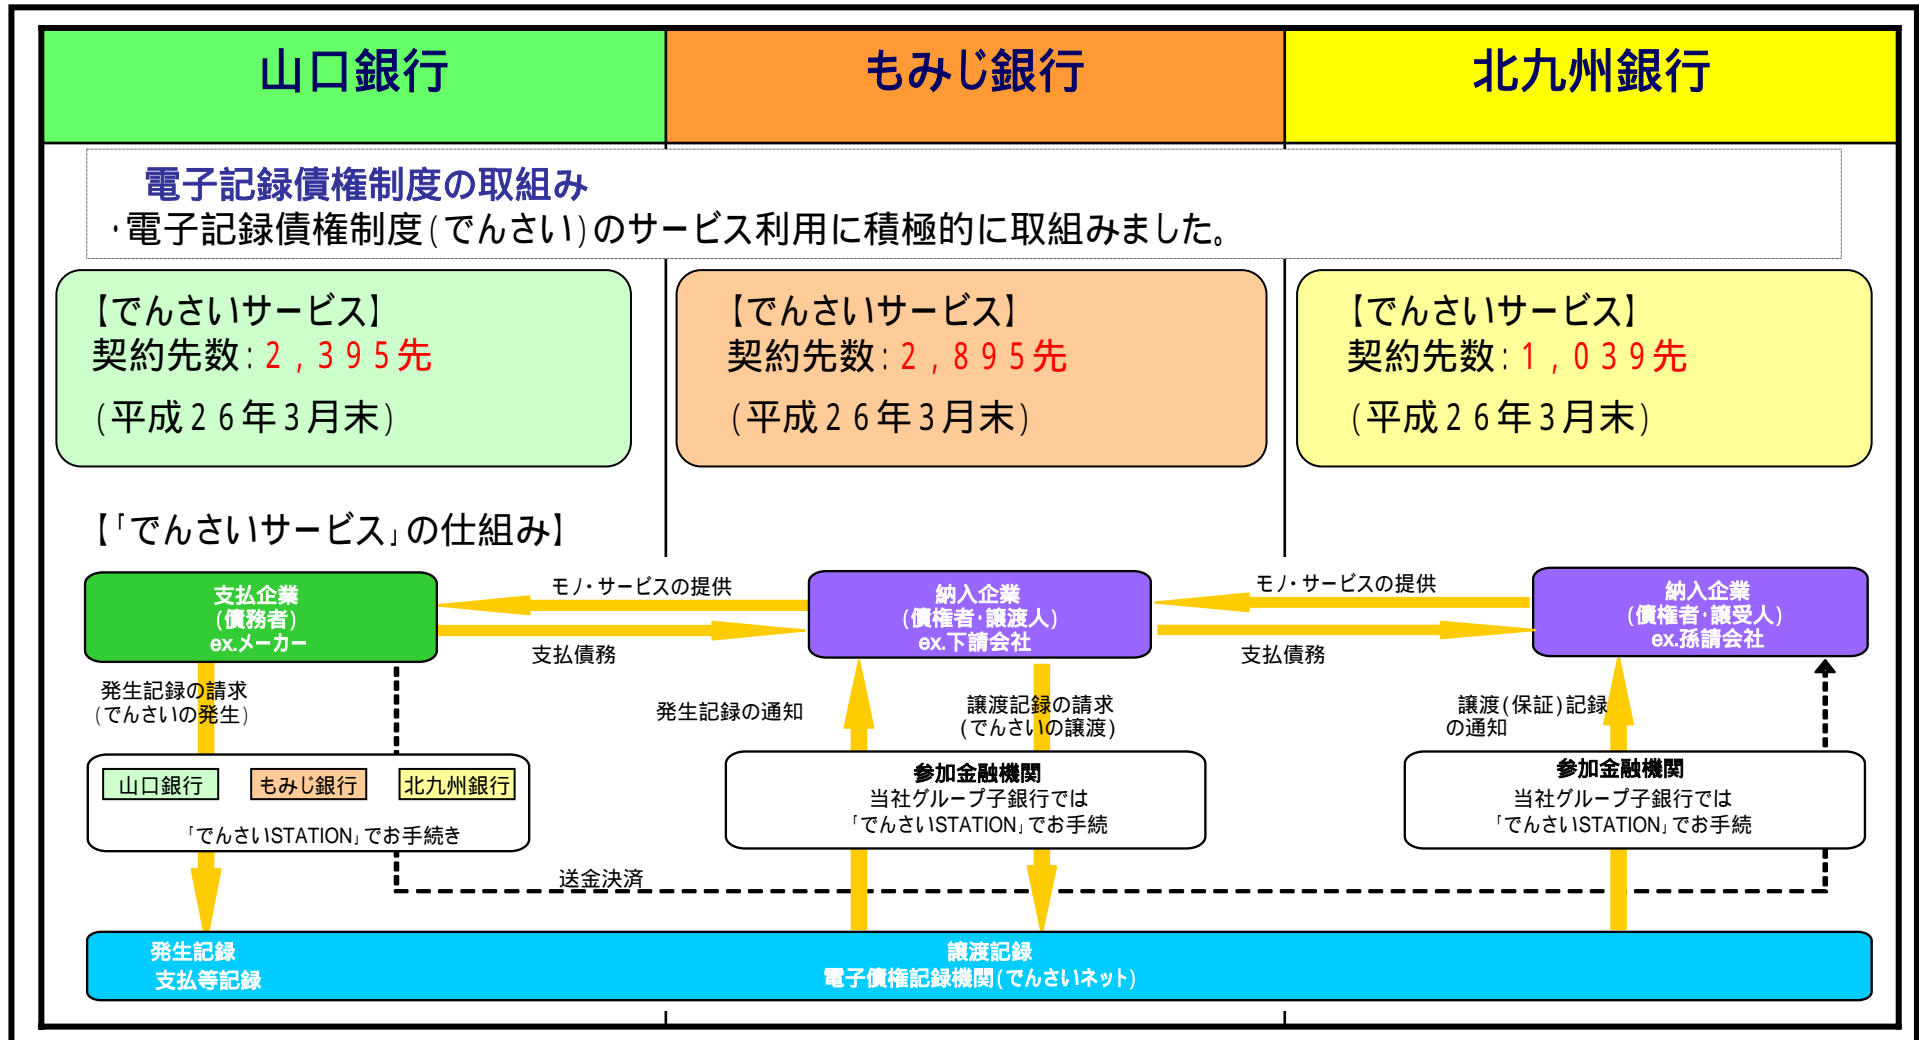 山口銀行
もみじ銀行
北九州銀行
電子記録債権制度の取組み
・電子記録債権制度(でんさい)のサービス利用に積極的に取組みました。
【でんさいサービス】
契約先数:2,395先
(平成26年3月末)
【でんさいサービス】
契約先数:2,895先
(平成26年3月末)
【でんさいサービス】
契約先数:1,039先
(平成26年3月末)
【「でんさいサービス」の仕組み】
支払企業
(債務者)
ex.メーカー
モノ・サービスの提供
支払債務
納入企業
(債権者・譲渡人)
ex.下請会社
モノ・サービスの提供
支払債務
納入企業
(債権者・譲受人)
ex.孫請会社
発生記録の請求
(でんさいの発生)
発生記録の通知
譲渡記録の請求
(でんさいの譲渡)
譲渡(保証)記録
の通知
山口銀行
もみじ銀行
北九州銀行
「でんさいSTATION」でお手続き
参加金融機関
当社グループ子銀行では
「でんさいSTATION」でお手続
参加金融機関
当社グループ子銀行では
「でんさいSTATION」でお手続
送金決済
発生記録
支払等記録
譲渡記録
電子債権記録機関(でんさいネット)